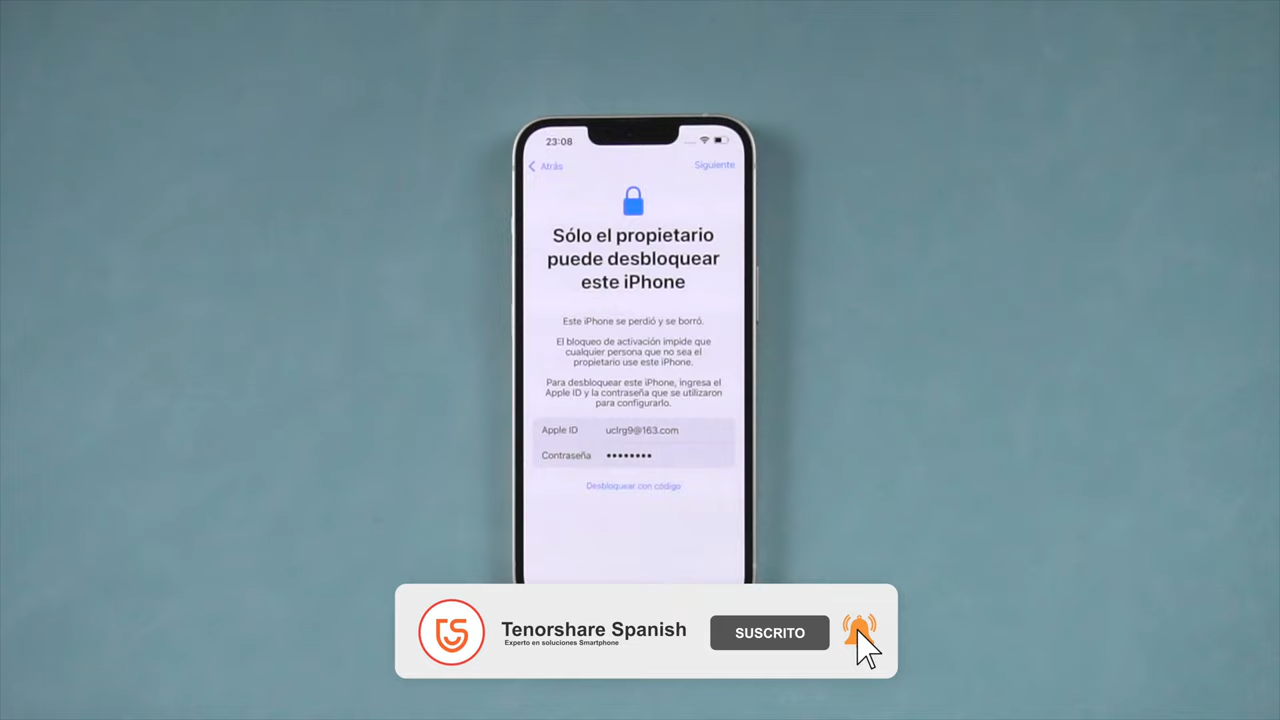 23:08
Atrás
Siguiente
Sólo el propietario
puede desbloquear
este iPhone
Este iPhone se perdió y se borró.
El bloqueo de activación impide que
cualquier persona que no sea el
propietario use este iPhone.
Para desbloquear este iPhone, ingresa el
Apple ID y la contraseña que se utilizaron
para configurarlo.
Apple ID uclrg9@163.com
Contraseña ••••••••
Desbloquear con código
Tenorshare Spanish
Experto en soluciones Smartphone
SUSCRITO